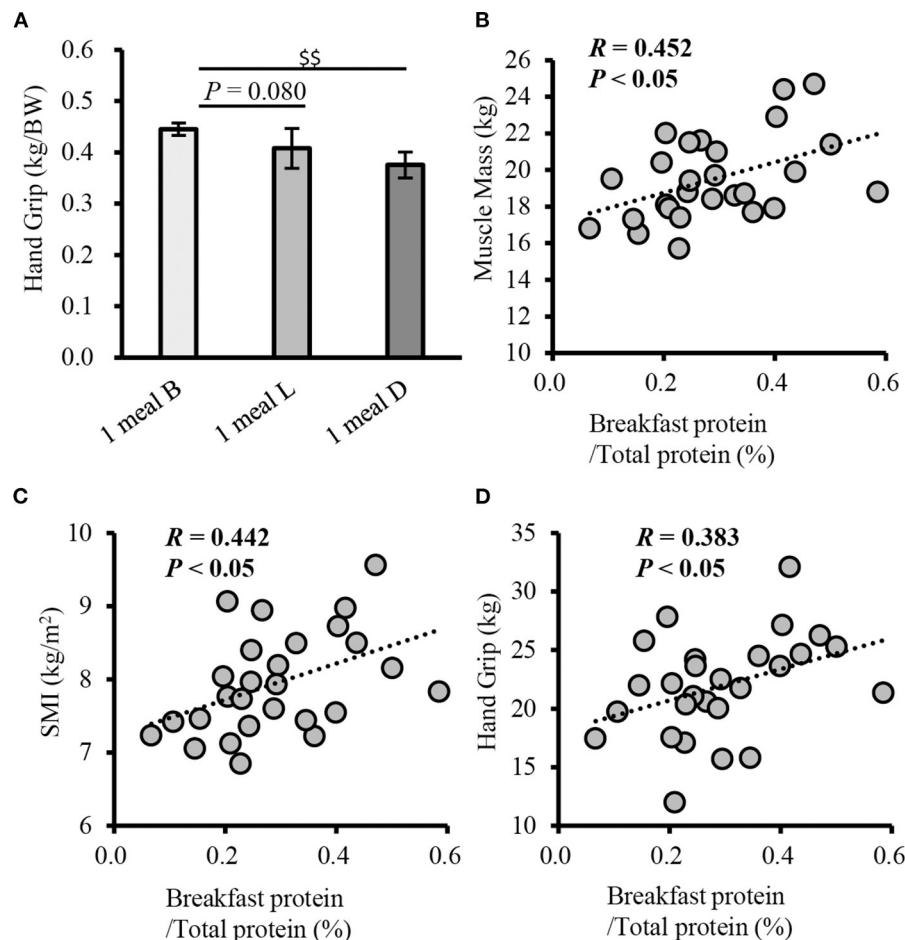 A
Hand Grip (kg/BW)
0.6
0.5
0.4
0.3
0.2
0.1
0.0
$$
P = 0.080
1 meal B
1 meal L
1 meal D
B
R = 0.452
P < 0.05
Muscle Mass (kg)
26
24
22
20
18
16
14
12
10
0.0
0.2
0.4
0.6
Breakfast protein
/Total protein (%)
C
R = 0.442
P < 0.05
SMI (kg/m²)
10
9
8
7
6
0.0
0.2
0.4
0.6
Breakfast protein
/Total protein (%)
D
R = 0.383
P < 0.05
Hand Grip (kg)
35
30
25
20
15
10
0.0
0.2
0.4
0.6
Breakfast protein
/Total protein (%)